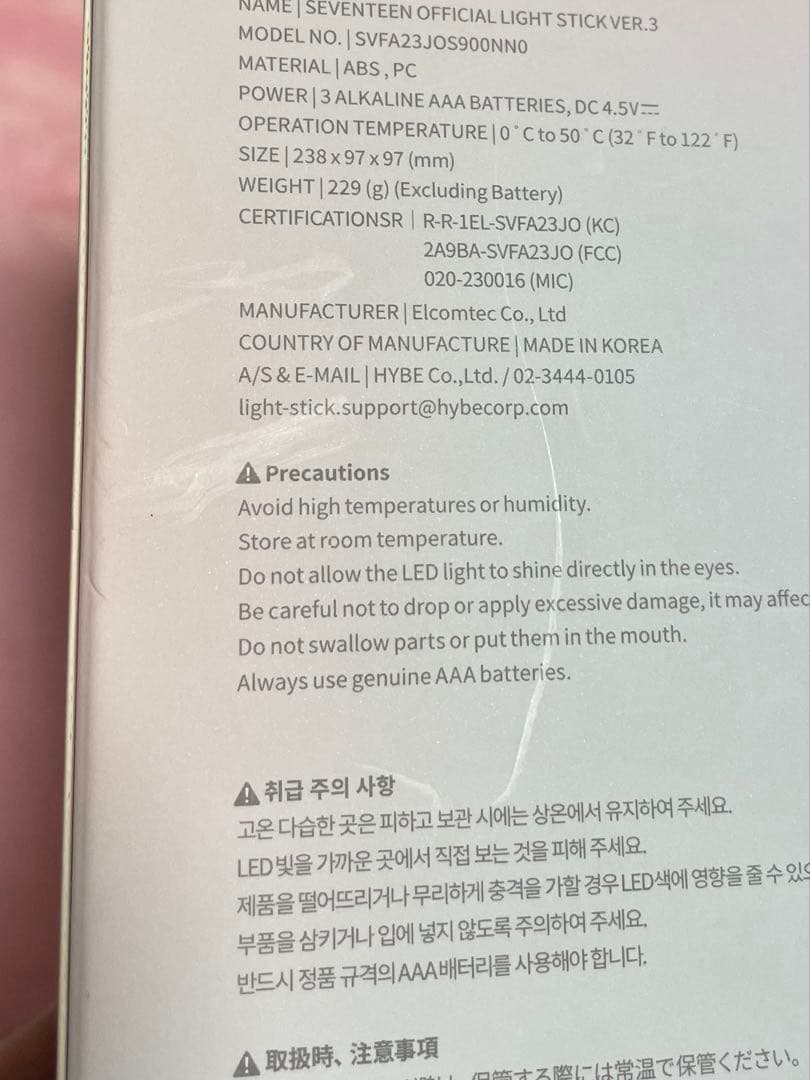 NAME | SEVENTEEN OFFICIAL LIGHT STICK VER.3
MODEL NO. | SVFA23JOS900NN0
MATERIAL | ABS , PC
POWER | 3 ALKALINE AAA BATTERIES, DC 4.5V⎓
OPERATION TEMPERATURE | 0˚C to 50˚C (32˚F to 122˚F)
SIZE | 238 x 97 x 97 (mm)
WEIGHT | 229 (g) (Excluding Battery)
CERTIFICATIONSR | R-R-1EL-SVFA23JO (KC)
2A9BA-SVFA23JO (FCC)
020-230016 (MIC)
MANUFACTURER | Elcomtec Co., Ltd
COUNTRY OF MANUFACTURE | MADE IN KOREA
A/S & E-MAIL | HYBE Co.,Ltd. / 02-3444-0105
light-stick.support@hybecorp.com
⚠ Precautions
Avoid high temperatures or humidity.
Store at room temperature.
Do not allow the LED light to shine directly in the eyes.
Be careful not to drop or apply excessive damage, it may affec
Do not swallow parts or put them in the mouth.
Always use genuine AAA batteries.
⚠ 취급 주의 사항
고온 다습한 곳은 피하고 보관 시에는 상온에서 유지하여 주세요.
LED 빛을 가까운 곳에서 직접 보는 것을 피해 주세요.
제품을 떨어뜨리거나 무리하게 충격을 가할 경우 LED색에 영향을 줄 수 있으
부품을 삼키거나 입에 넣지 않도록 주의하여 주세요.
반드시 정품 규격의 AAA 배터리를 사용해야 합니다.
⚠ 取扱時、注意事項
保管する際には常温で保管ください。